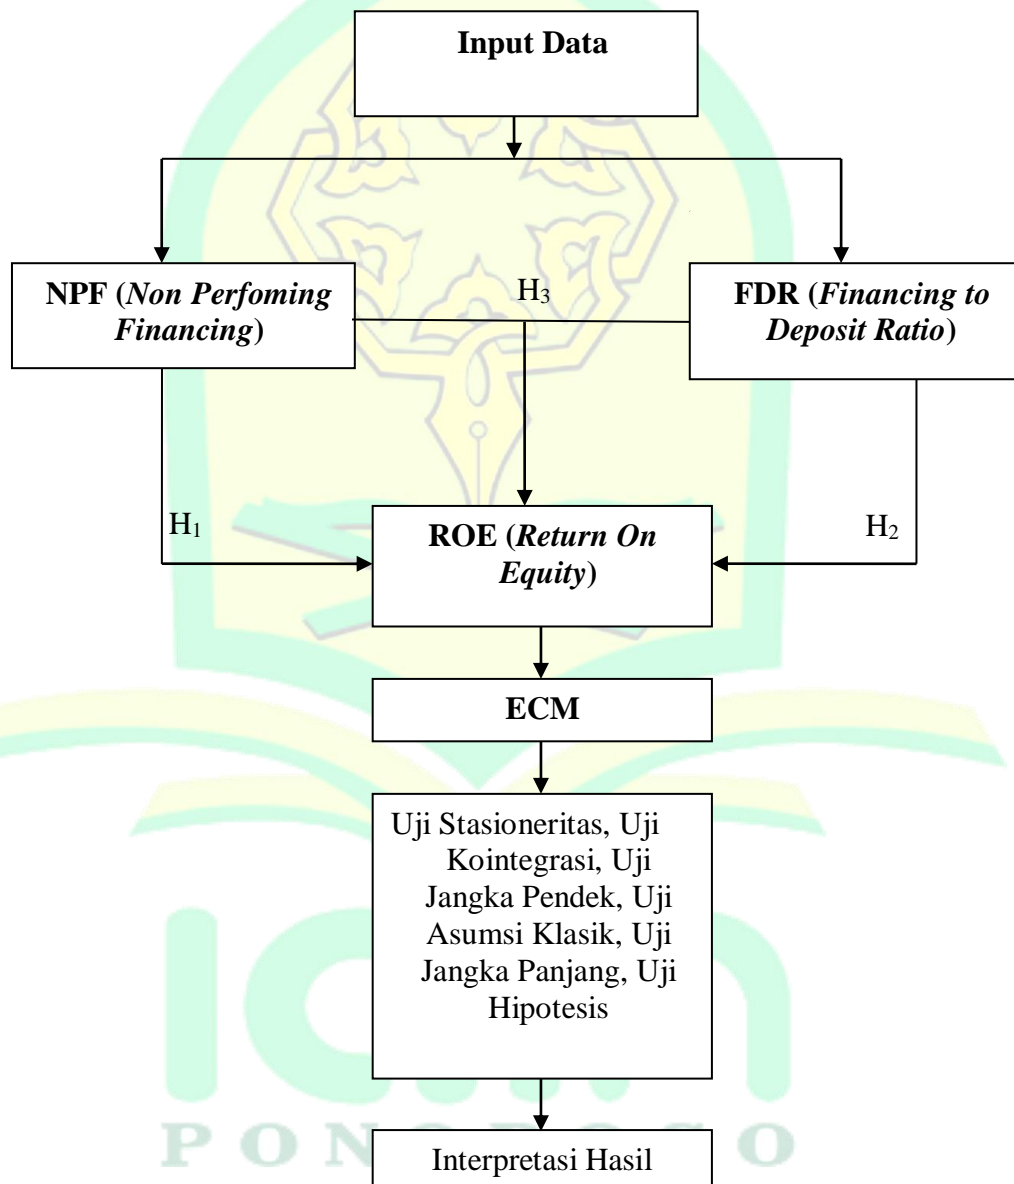 Input Data
NPF (Non Perfoming
Financing)
H₃
FDR (Financing to
Deposit Ratio)
H₁
ROE (Return On
Equity)
H₂
ECM
Uji Stasioneritas, Uji
Kointegrasi, Uji
Jangka Pendek, Uji
Asumsi Klasik, Uji
Jangka Panjang, Uji
Hipotesis
PONOROGO
Interpretasi Hasil